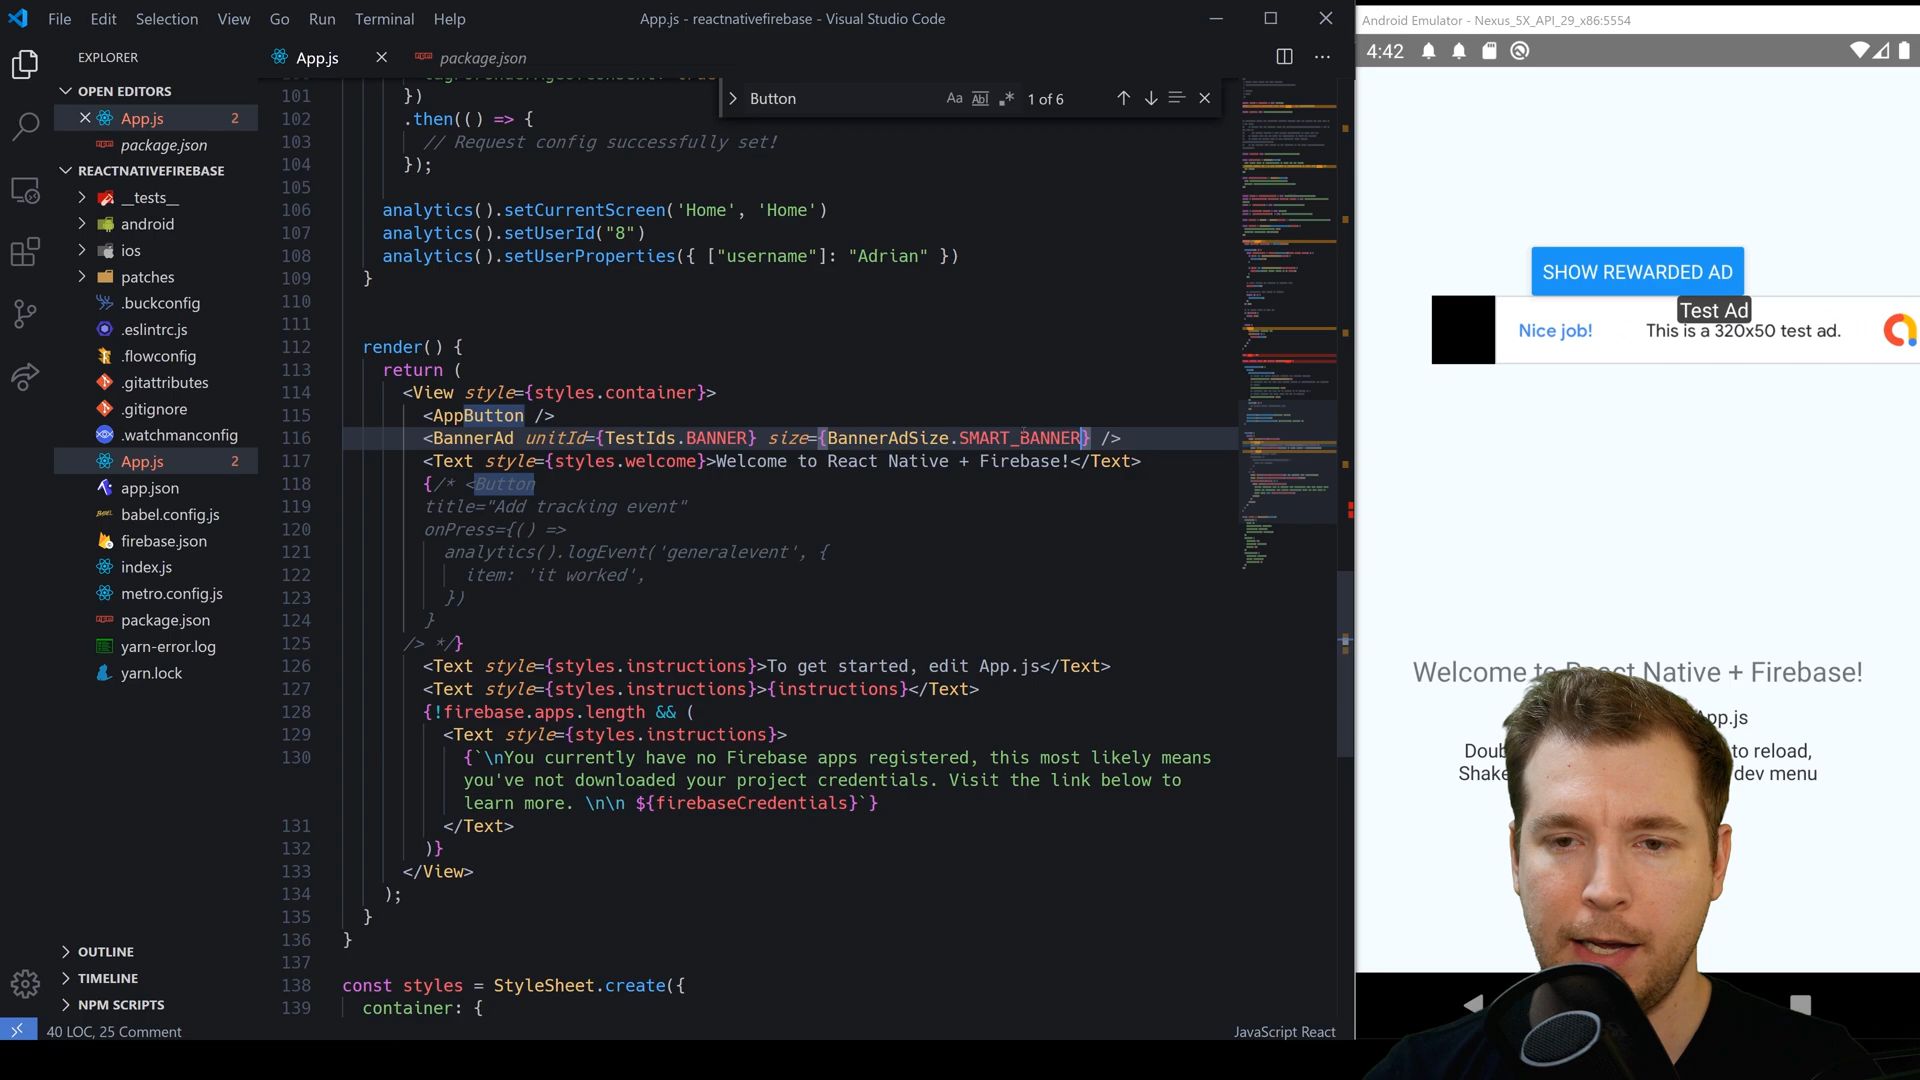 File Edit Selection View Go Run Terminal Help
App.js - reactnativefirebase - Visual Studio Code
Android Emulator - Nexus_5X_API_29_x86:5554
EXPLORER
App.js
package.json
4:42
OPEN EDITORS
App.js 2
package.json
REACTNATIVEFIREBASE
__tests__
android
ios
patches
.buckconfig
.eslintrc.js
.flowconfig
.gitattributes
.gitignore
.watchmanconfig
App.js 2
app.json
babel.config.js
firebase.json
index.js
metro.config.js
package.json
yarn-error.log
yarn.lock
OUTLINE
TIMELINE
NPM SCRIPTS
Button
Aa Abl 1 of 6
101 })
102 .then(() => {
103 // Request config successfully set!
104 });
105
106 analytics().setCurrentScreen('Home', 'Home')
107 analytics().setUserId("8")
108 analytics().setUserProperties({ ["username"]: "Adrian" })
109 }
110
111
112 render() {
113 return (
114 <View style={styles.container}>
115 <AppButton />
116 <BannerAd unitId={TestIds.BANNER} size={BannerAdSize.SMART_BANNER} />
117 <Text style={styles.welcome}>Welcome to React Native + Firebase!</Text>
118 {/* <Button
119 title="Add tracking event"
120 onPress={() =>
121 analytics().logEvent('generalevent', {
122 item: 'it worked',
123 })
124 }
125 /> */}
126 <Text style={styles.instructions}>To get started, edit App.js</Text>
127 <Text style={styles.instructions}>{instructions}</Text>
128 {!firebase.apps.length && (
129 <Text style={styles.instructions}>
130 {`\nYou currently have no Firebase apps registered, this most likely means
you've not downloaded your project credentials. Visit the link below to
learn more. \n\n ${firebaseCredentials}`}
131 </Text>
132 )}
133 </View>
134 );
135 }
136 }
137
138 const styles = StyleSheet.create({
139 container: {
40 LOC, 25 Comment
JavaScript React
SHOW REWARDED AD
Test Ad
Nice job! This is a 320x50 test ad.
Welcome to React Native + Firebase!
App.js
to reload,
Shake
dev menu